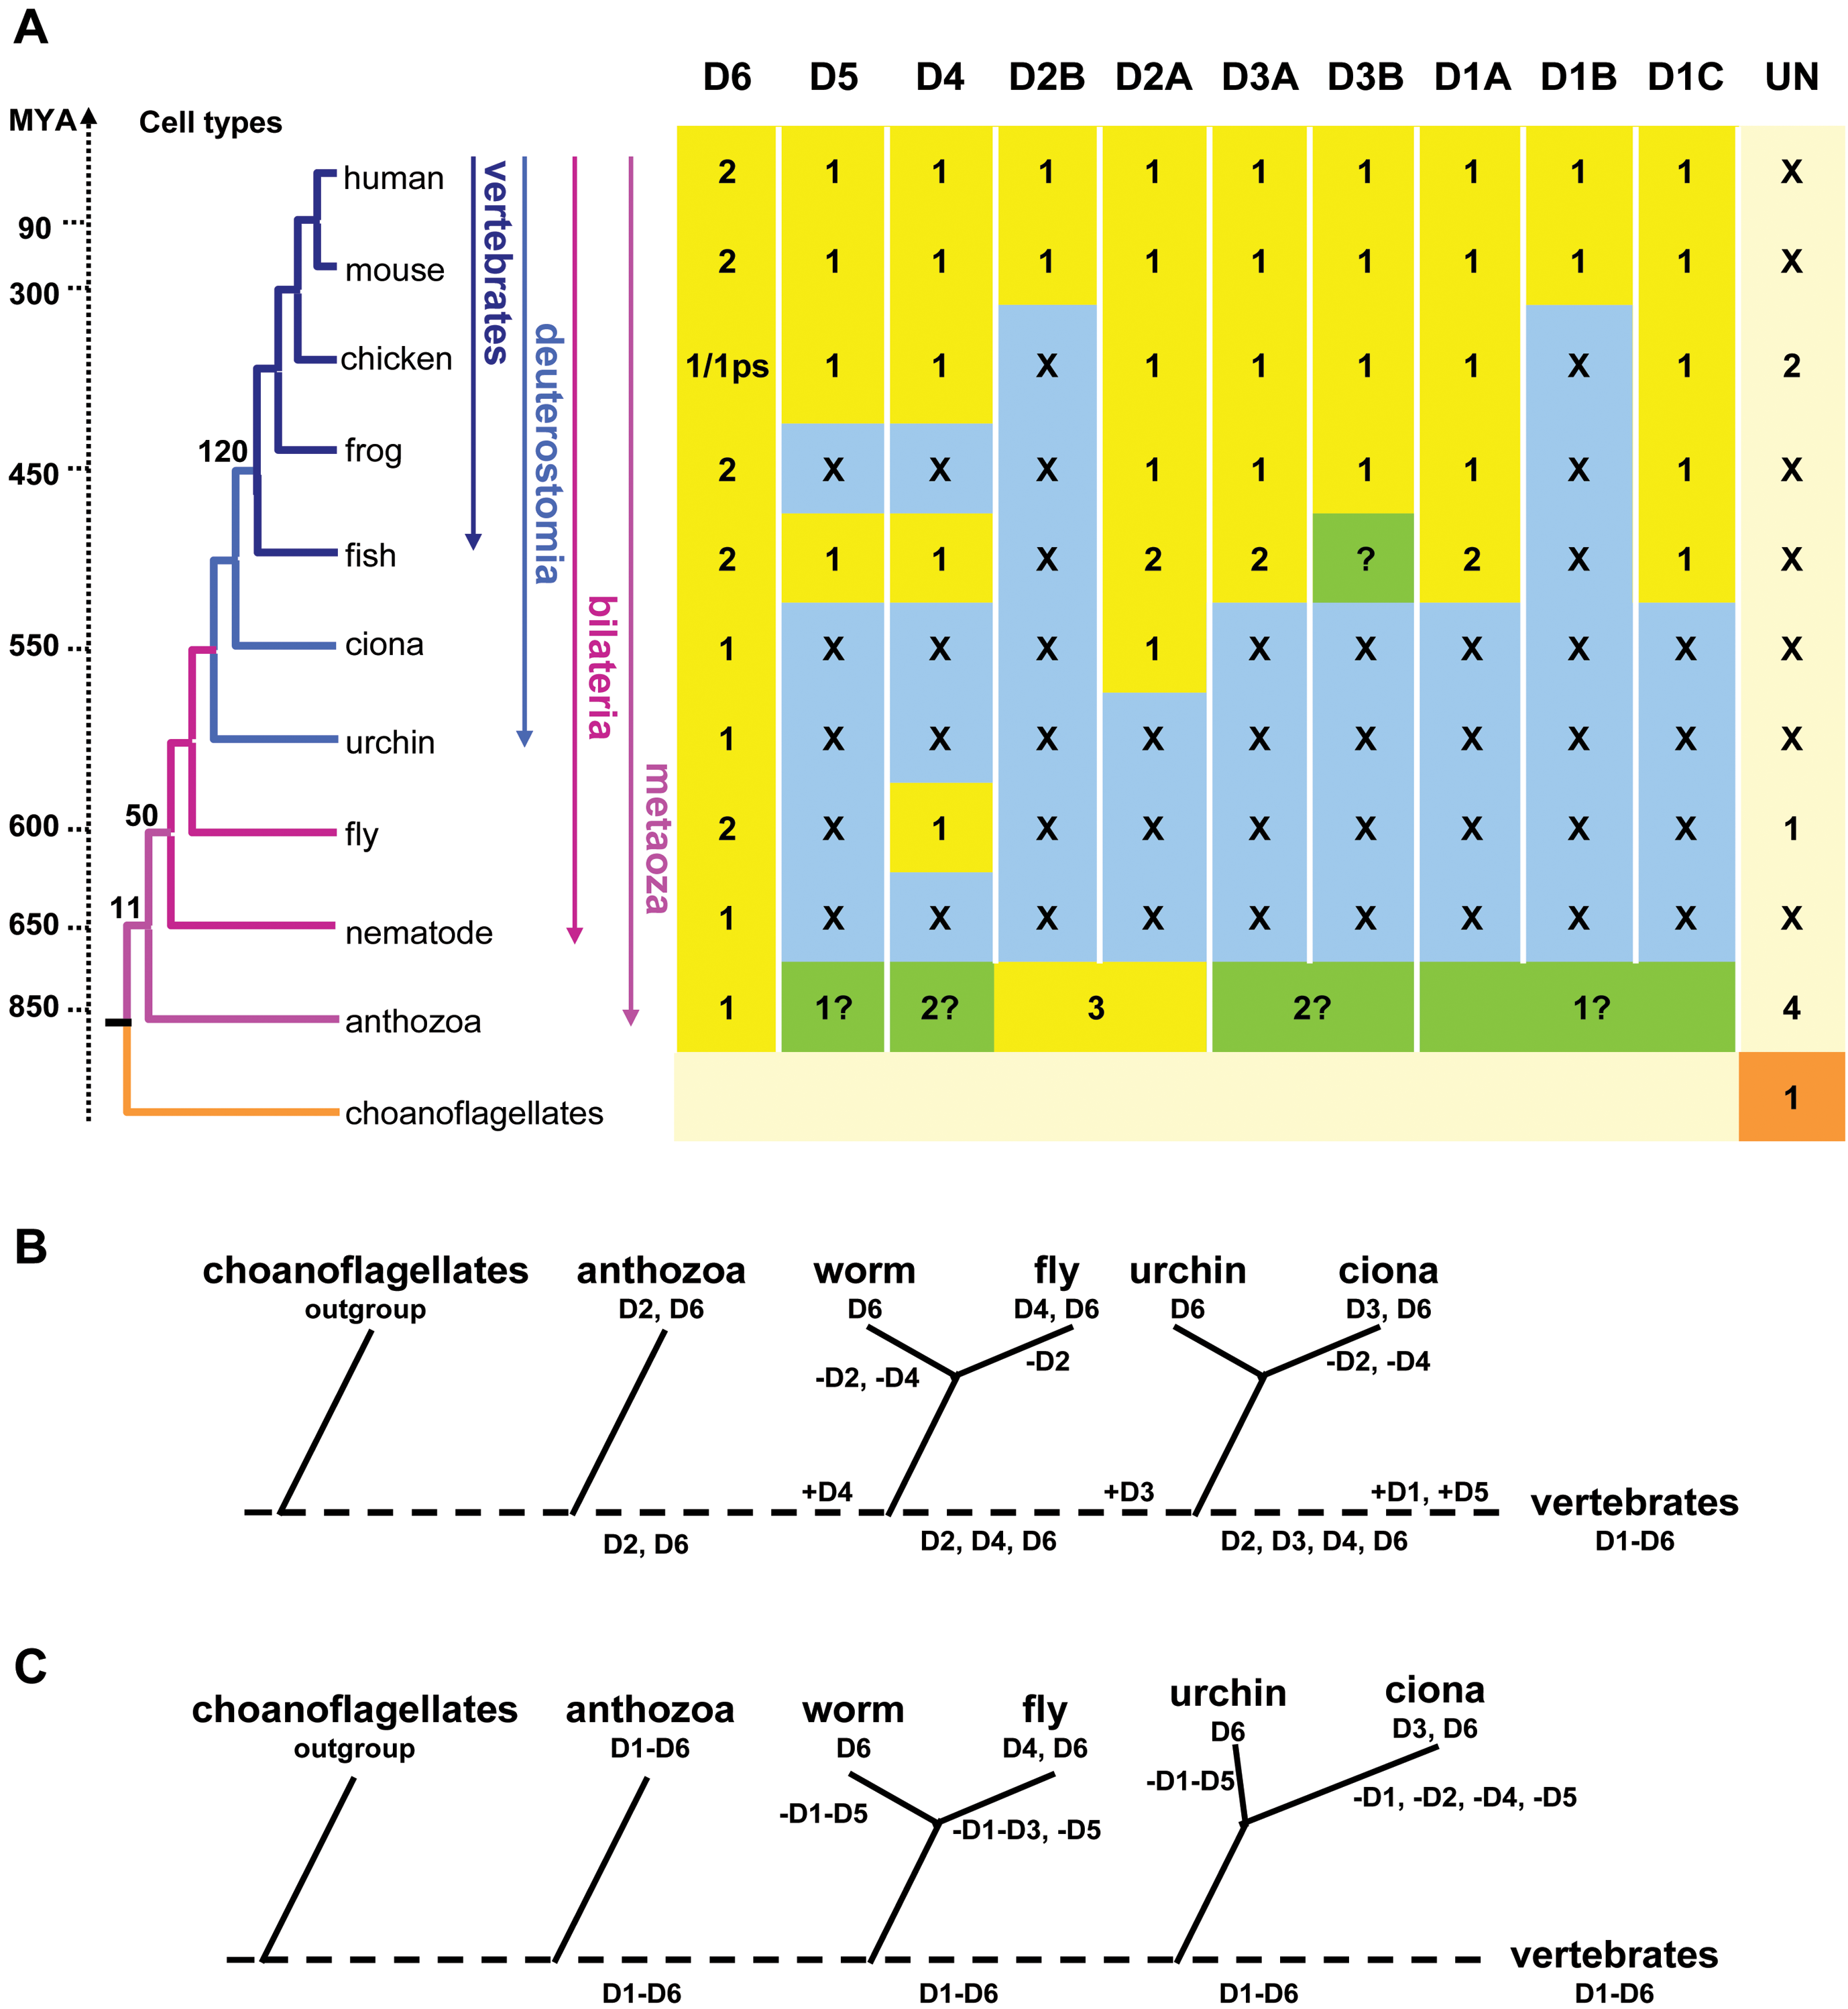 A
D6 D5 D4 D2B D2A D3A D3B D1A D1B D1C UN
MYA Cell types
human 2 1 1 1 1 1 1 1 1 1 X
90
mouse 2 1 1 1 1 1 1 1 1 1 X
300
chicken 1/1ps 1 1 X 1 1 1 1 X 1 2
120
frog 2 X X X 1 1 1 1 X 1 X
450
fish 2 1 1 X 2 2 ? 2 X 1 X
550
ciona 1 X X X 1 X X X X X X
urchin 1 X X X X X X X X X X
50
600
fly 2 X 1 X X X X X X X 1
11
650
nematode 1 X X X X X X X X X X
850
anthozoa 1 1? 2? 3 2? 1? 4
choanoflagellates 1
vertebrates
deuterostomia
bilateria
metaoza
B
choanoflagellates anthozoa worm fly urchin ciona
outgroup D2, D6 D6 D4, D6 D6 D3, D6
-D2, -D4 -D2 -D2, -D4
+D4 +D3 +D1, +D5 vertebrates
D2, D6 D2, D4, D6 D2, D3, D4, D6 D1-D6
C
choanoflagellates anthozoa worm fly urchin ciona
outgroup D1-D6 D6 D4, D6 D6 D3, D6
-D1-D5 -D1-D3, -D5 -D1-D5 -D1, -D2, -D4, -D5
vertebrates
D1-D6 D1-D6 D1-D6 D1-D6